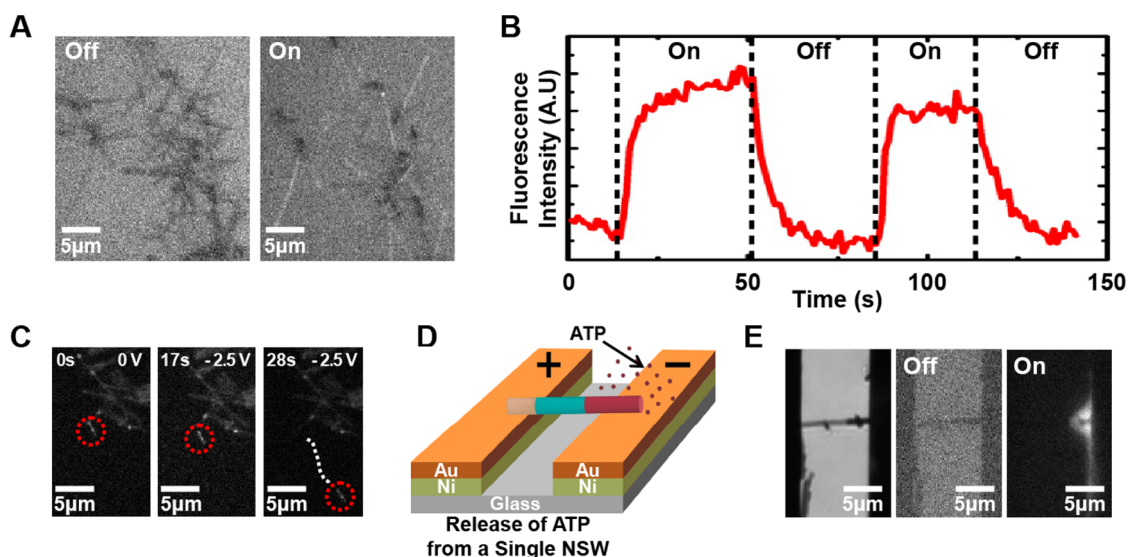 A
Off
5μm
On
5μm
B
Fluorescence
Intensity (A.U)
On
Off
On
Off
0
50
100
150
Time (s)
C
0s
0 V
5μm
17s
-2.5 V
5μm
28s
-2.5 V
5μm
D
ATP
+
−
Au
Ni
Au
Ni
Glass
Release of ATP
from a Single NSW
E
5μm
Off
5μm
On
5μm